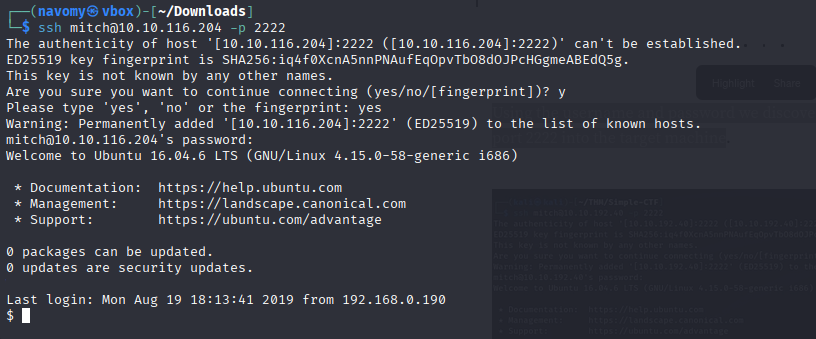 ┌──(navomy㉿vbox)-[~/Downloads]
└─$ ssh mitch@10.10.116.204 -p 2222
The authenticity of host '[10.10.116.204]:2222 ([10.10.116.204]:2222)' can't be established.
ED25519 key fingerprint is SHA256:iq4f0XcnA5nnPNAufEqOpvTbO8dOJPcHGgmeABEdQ5g.
This key is not known by any other names.
Are you sure you want to continue connecting (yes/no/[fingerprint])? y
Please type 'yes', 'no' or the fingerprint: yes
Warning: Permanently added '[10.10.116.204]:2222' (ED25519) to the list of known hosts.
mitch@10.10.116.204's password:
Welcome to Ubuntu 16.04.6 LTS (GNU/Linux 4.15.0-58-generic i686)
 * Documentation:  https://help.ubuntu.com
 * Management:     https://landscape.canonical.com
 * Support:        https://ubuntu.com/advantage
0 packages can be updated.
0 updates are security updates.
Last login: Mon Aug 19 18:13:41 2019 from 192.168.0.190
$
Highlight Share